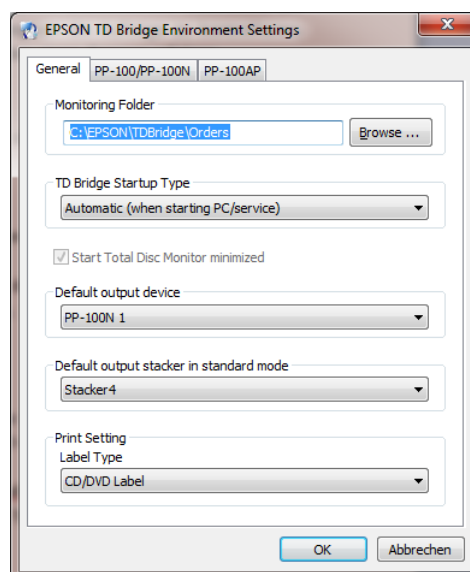 EPSON TD Bridge Environment Settings
General PP-100/PP-100N PP-100AP
Monitoring Folder
C:\EPSON\TDBridge\Orders Browse ...
TD Bridge Startup Type
Automatic (when starting PC/service)
Start Total Disc Monitor minimized
Default output device
PP-100N 1
Default output stacker in standard mode
Stacker4
Print Setting
Label Type
CD/DVD Label
OK Abbrechen